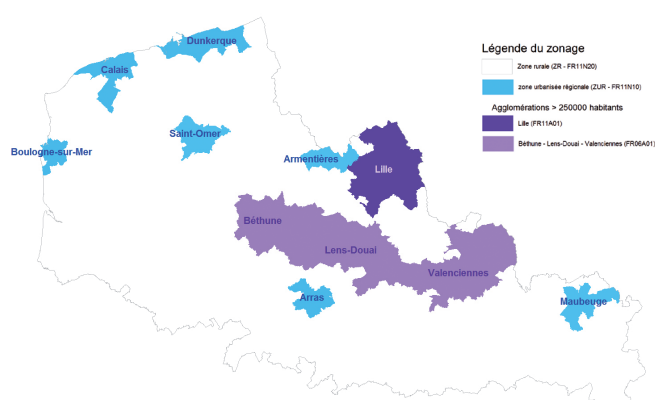 Dunkerque
Calais
Saint-Omer
Boulogne-sur-Mer
Armentières
Lille
Béthune
Lens-Douai
Valenciennes
Arras
Maubeuge
Légende du zonage
Zone rurale (ZR - FR11N20)
zone urbanisée régionale (ZUR - FR11N10)
Agglomérations > 250000 habitants
Lille (FR11A01)
Béthune - Lens-Douai - Valenciennes (FR06A01)